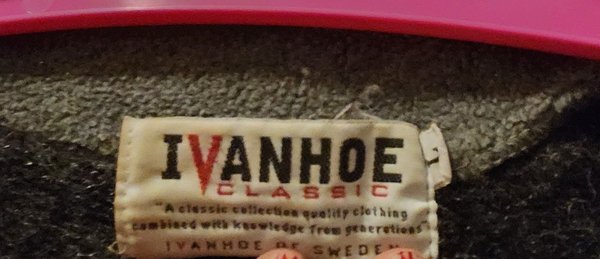 IVANHOE
CLASSIC
"A classic collection quality clothing
combined with knowledge from generations"
IVANHOE OF SWEDEN